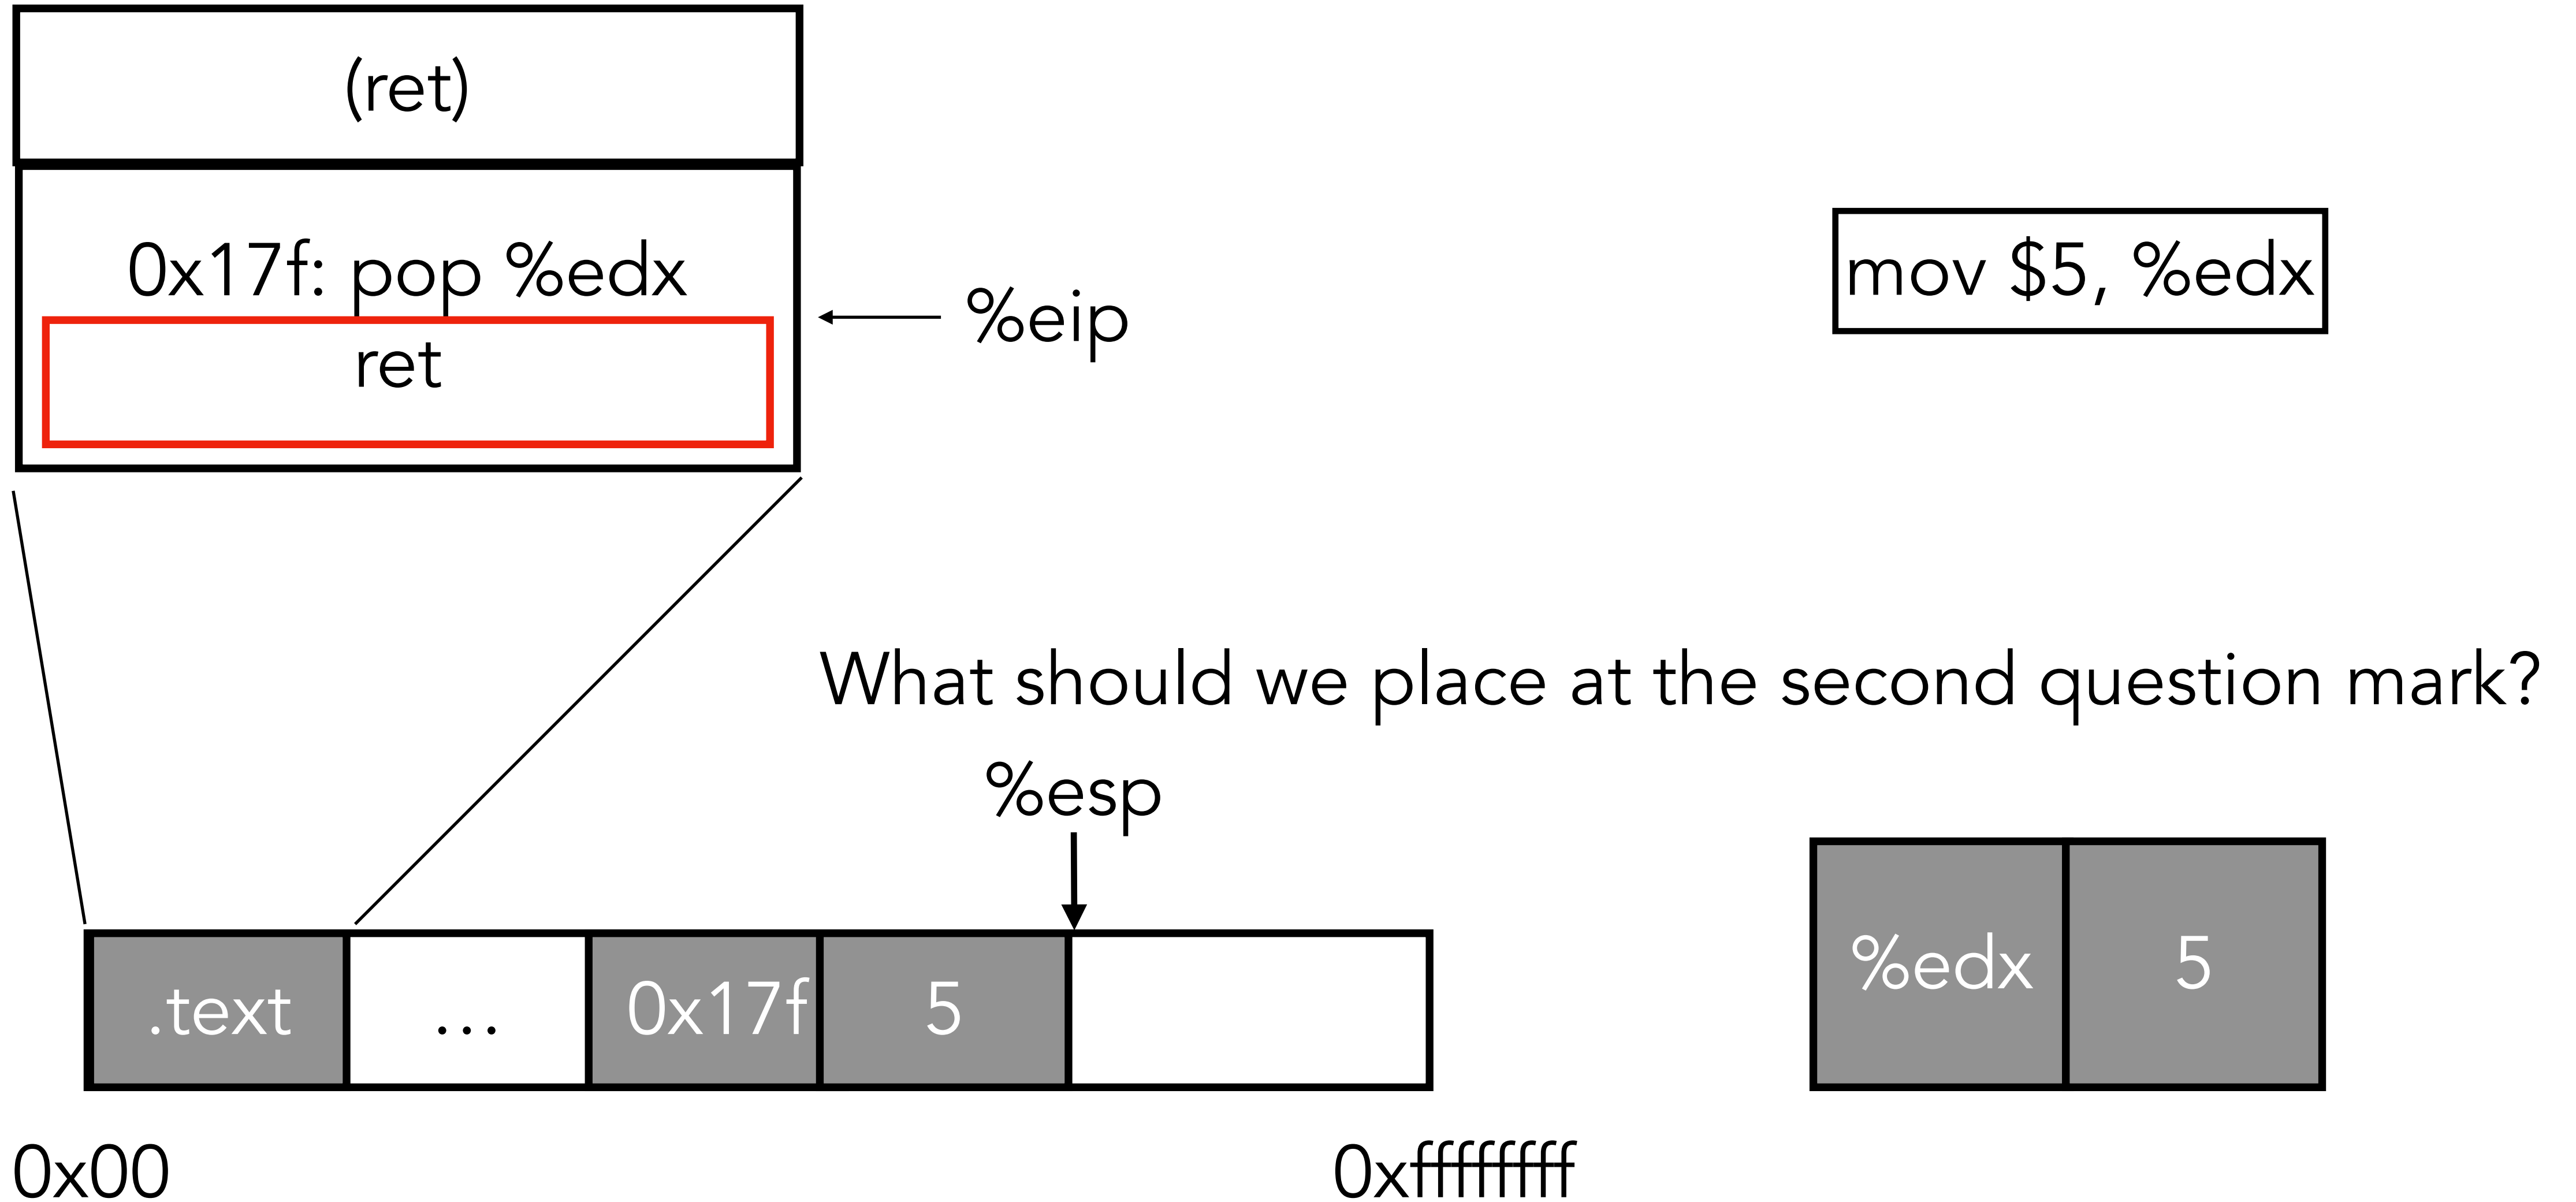 (ret)
0x17f: pop %edx
ret
%eip
mov $5, %edx
What should we place at the second question mark?
%esp
.text
...
0x17f
5
%edx
5
0x00
0xffffffff